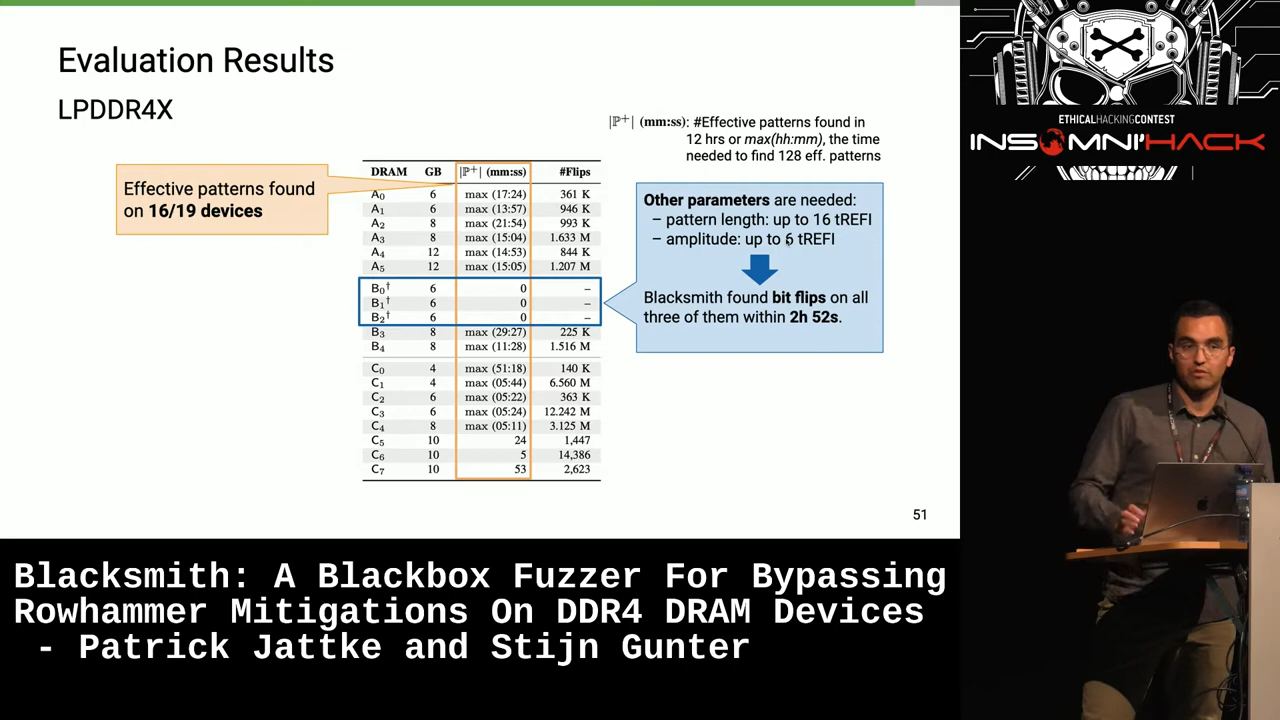 Evaluation Results
LPDDR4X
|ℙ⁺| (mm:ss): #Effective patterns found in
12 hrs or max(hh:mm), the time
needed to find 128 eff. patterns
Effective patterns found
on 16/19 devices
DRAM GB |ℙ⁺| (mm:ss) #Flips
A₀ 6 max (17:24) 361 K
A₁ 6 max (13:57) 946 K
A₂ 8 max (21:54) 993 K
A₃ 8 max (15:04) 1.633 M
A₄ 12 max (14:53) 844 K
A₅ 12 max (15:05) 1.207 M
B₀† 6 0 –
B₁† 6 0 –
B₂† 6 0 –
B₃ 8 max (29:27) 225 K
B₄ 8 max (11:28) 1.516 M
C₀ 4 max (51:18) 140 K
C₁ 4 max (05:44) 6.560 M
C₂ 6 max (05:22) 363 K
C₃ 6 max (05:24) 12.242 M
C₄ 8 max (05:11) 3.125 M
C₅ 10 24 1,447
C₆ 10 5 14,386
C₇ 10 53 2,623
Other parameters are needed:
– pattern length: up to 16 tREFI
– amplitude: up to 6 tREFI
Blacksmith found bit flips on all
three of them within 2h 52s.
51
ETHICALHACKINGCONTEST
INSOMNI'HACK
Blacksmith: A Blackbox Fuzzer For Bypassing
Rowhammer Mitigations On DDR4 DRAM Devices
- Patrick Jattke and Stijn Gunter